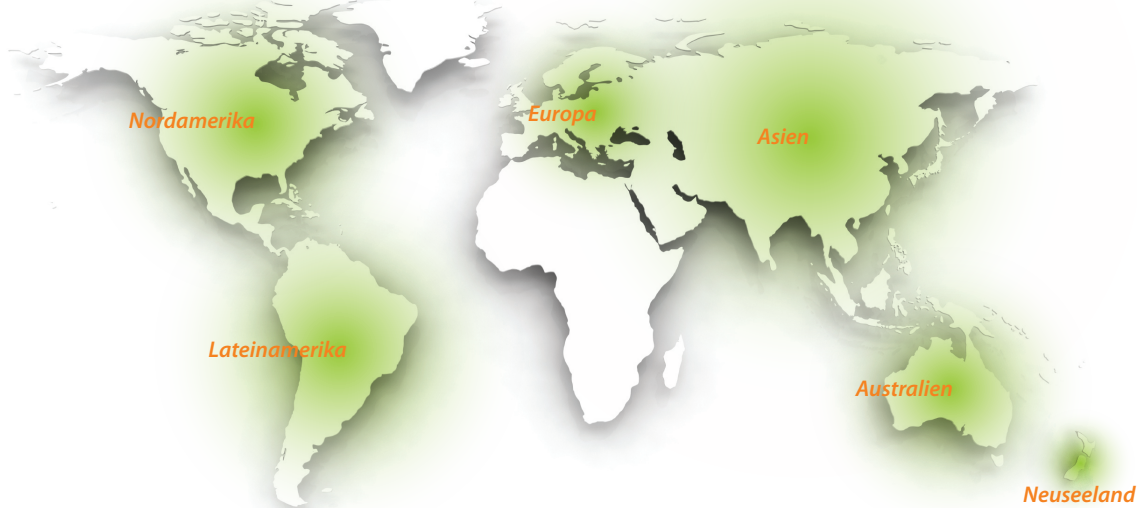 Nordamerika
Europa
Asien
Lateinamerika
Australien
Neuseeland